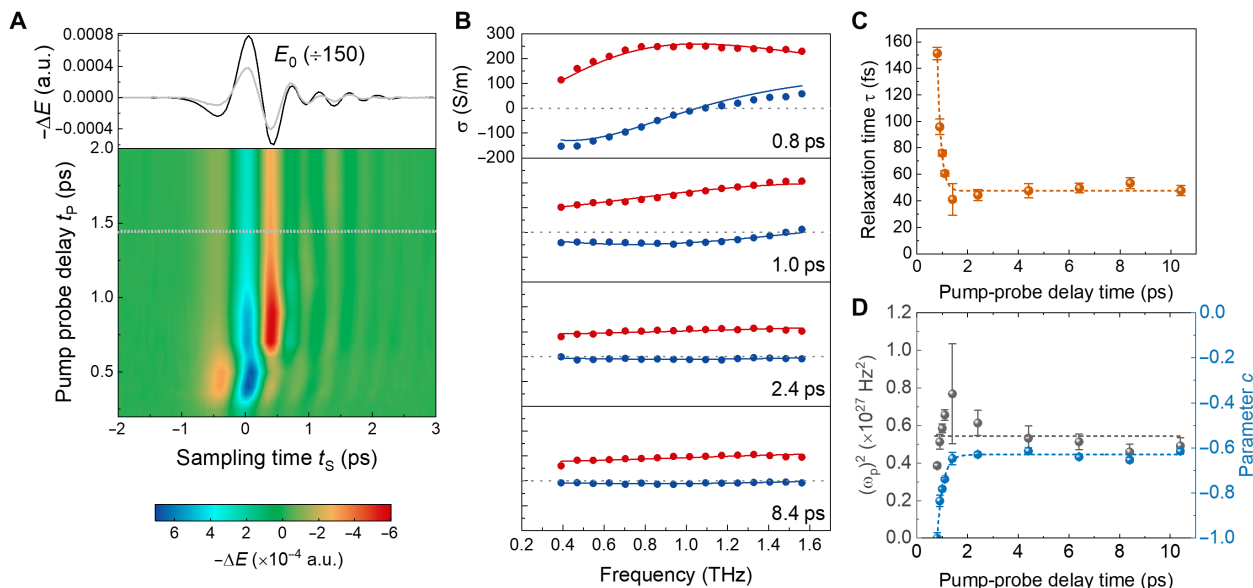 A
0.0008
0.0004
0.0000
−0.0004
−ΔE (a.u.)
E0 (÷150)
2.0
1.5
1.0
0.5
Pump probe delay tP (ps)
−2 −1 0 1 2 3
Sampling time tS (ps)
6 4 2 0 −2 −4 −6
−ΔE (×10−4 a.u.)
B
300
200
100
0
−100
−200
σ (S/m)
0.8 ps
1.0 ps
2.4 ps
8.4 ps
0.2 0.4 0.6 0.8 1.0 1.2 1.4 1.6
Frequency (THz)
C
160
140
120
100
80
60
40
20
0
Relaxation time τ (fs)
0 2 4 6 8 10
Pump-probe delay time (ps)
D
1.2
1.0
0.8
0.6
0.4
0.2
0.0
(ωp)2 (×1027 Hz2)
0.0
−0.2
−0.4
−0.6
−0.8
−1.0
Parameter c
0 2 4 6 8 10
Pump-probe delay time (ps)